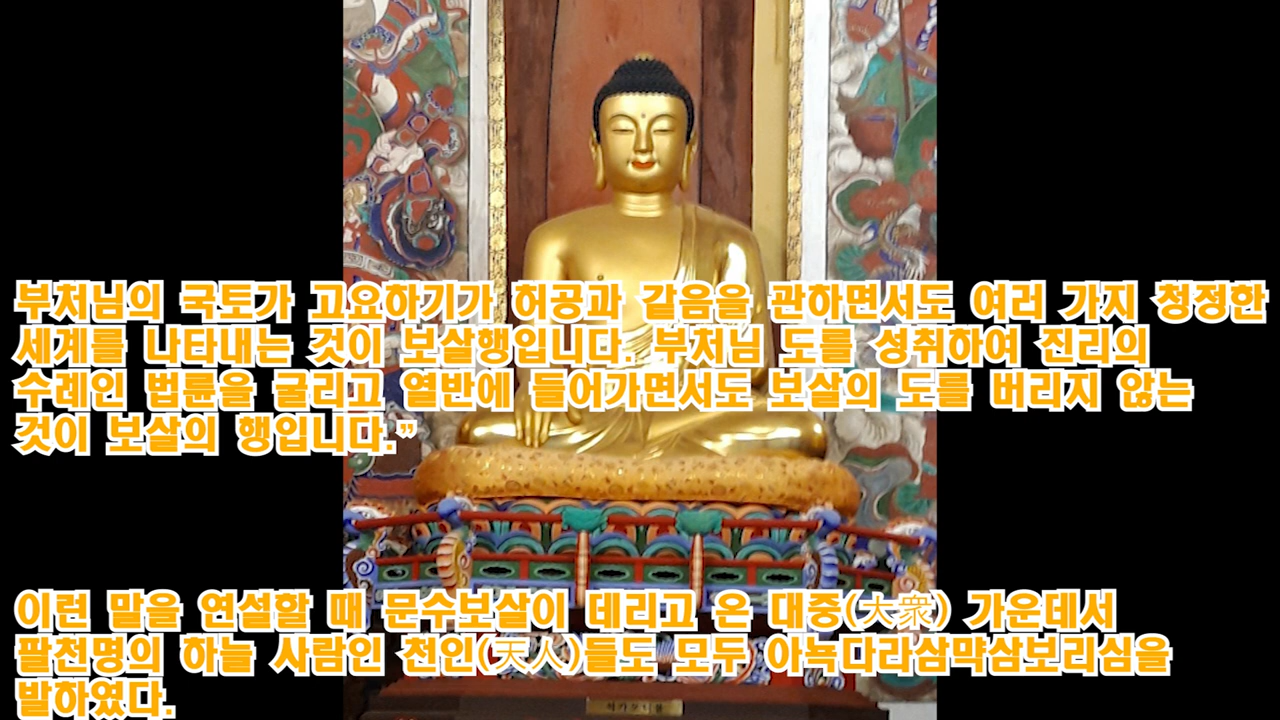 부처님의 국토가 고요하기가 허공과 같음을 관하면서도 여러 가지 청정한
세계를 나타내는 것이 보살행입니다. 부처님 도를 성취하여 진리의
수레인 법륜을 굴리고 열반에 들어가면서도 보살의 도를 버리지 않는
것이 보살의 행입니다.”
이런 말을 연설할 때 문수보살이 데리고 온 대중(大衆) 가운데서
팔천명의 하늘 사람인 천인(天人)들도 모두 아뇩다라삼먁삼보리심을
발하였다.
석가모니불